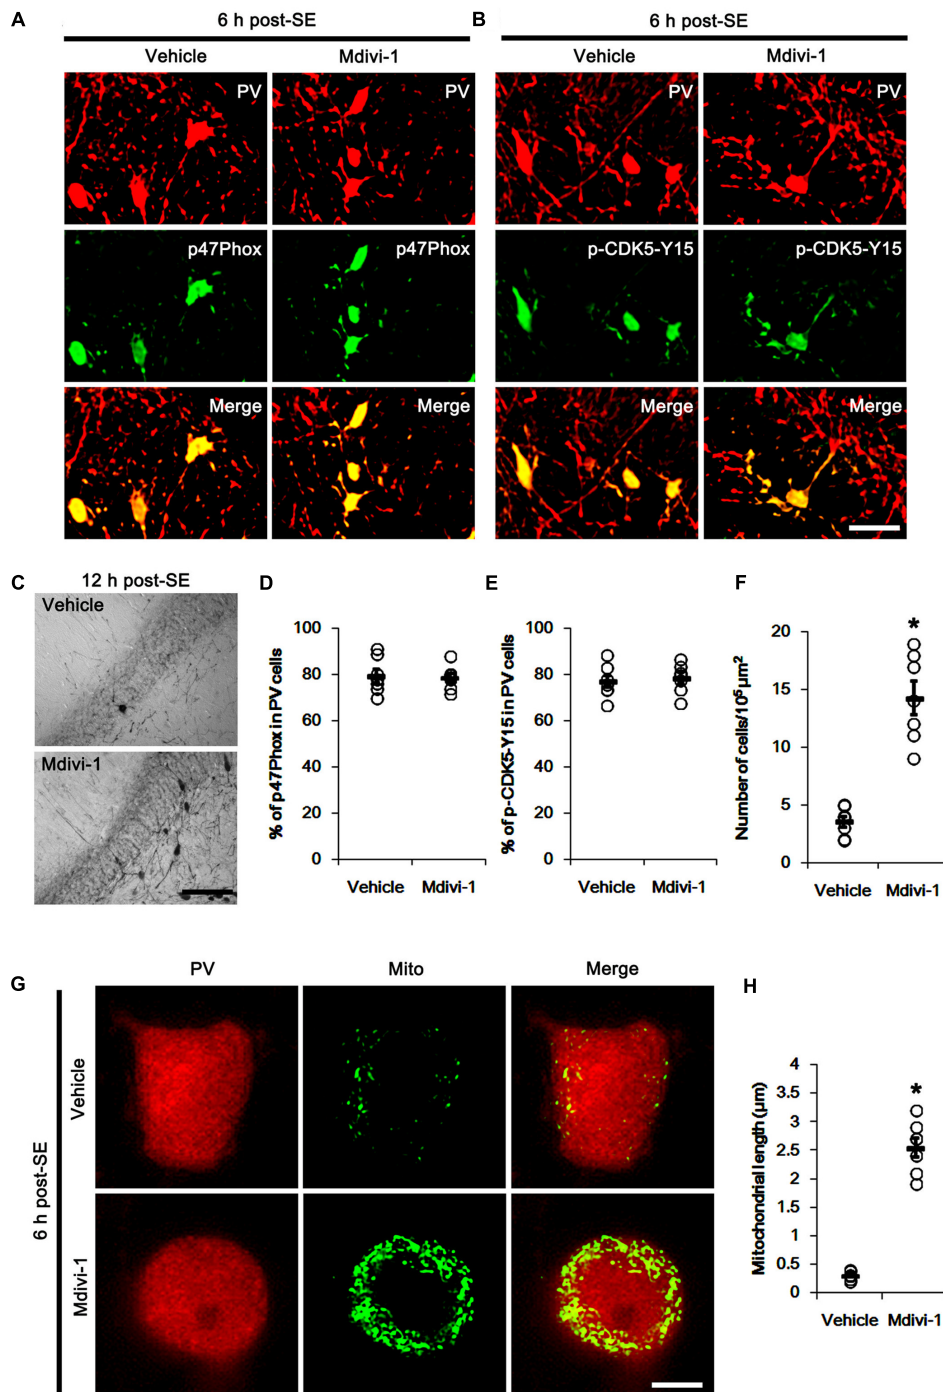 A
6 h post-SE
Vehicle
Mdivi-1
PV
PV
p47Phox
p47Phox
Merge
Merge
B
6 h post-SE
Vehicle
Mdivi-1
PV
PV
p-CDK5-Y15
p-CDK5-Y15
Merge
Merge
C
12 h post-SE
Vehicle
Mdivi-1
D
% of p47Phox in PV cells
100
80
60
40
20
0
Vehicle
Mdivi-1
E
% of p-CDK5-Y15 in PV cells
100
80
60
40
20
0
Vehicle
Mdivi-1
F
Number of cells/10⁵μm²
20
15
10
5
0
*
Vehicle
Mdivi-1
G
PV
Mito
Merge
6 h post-SE
Vehicle
Mdivi-1
H
Mitochondrial length (μm)
4
3.5
3
2.5
2
1.5
1
0.5
0
*
Vehicle
Mdivi-1